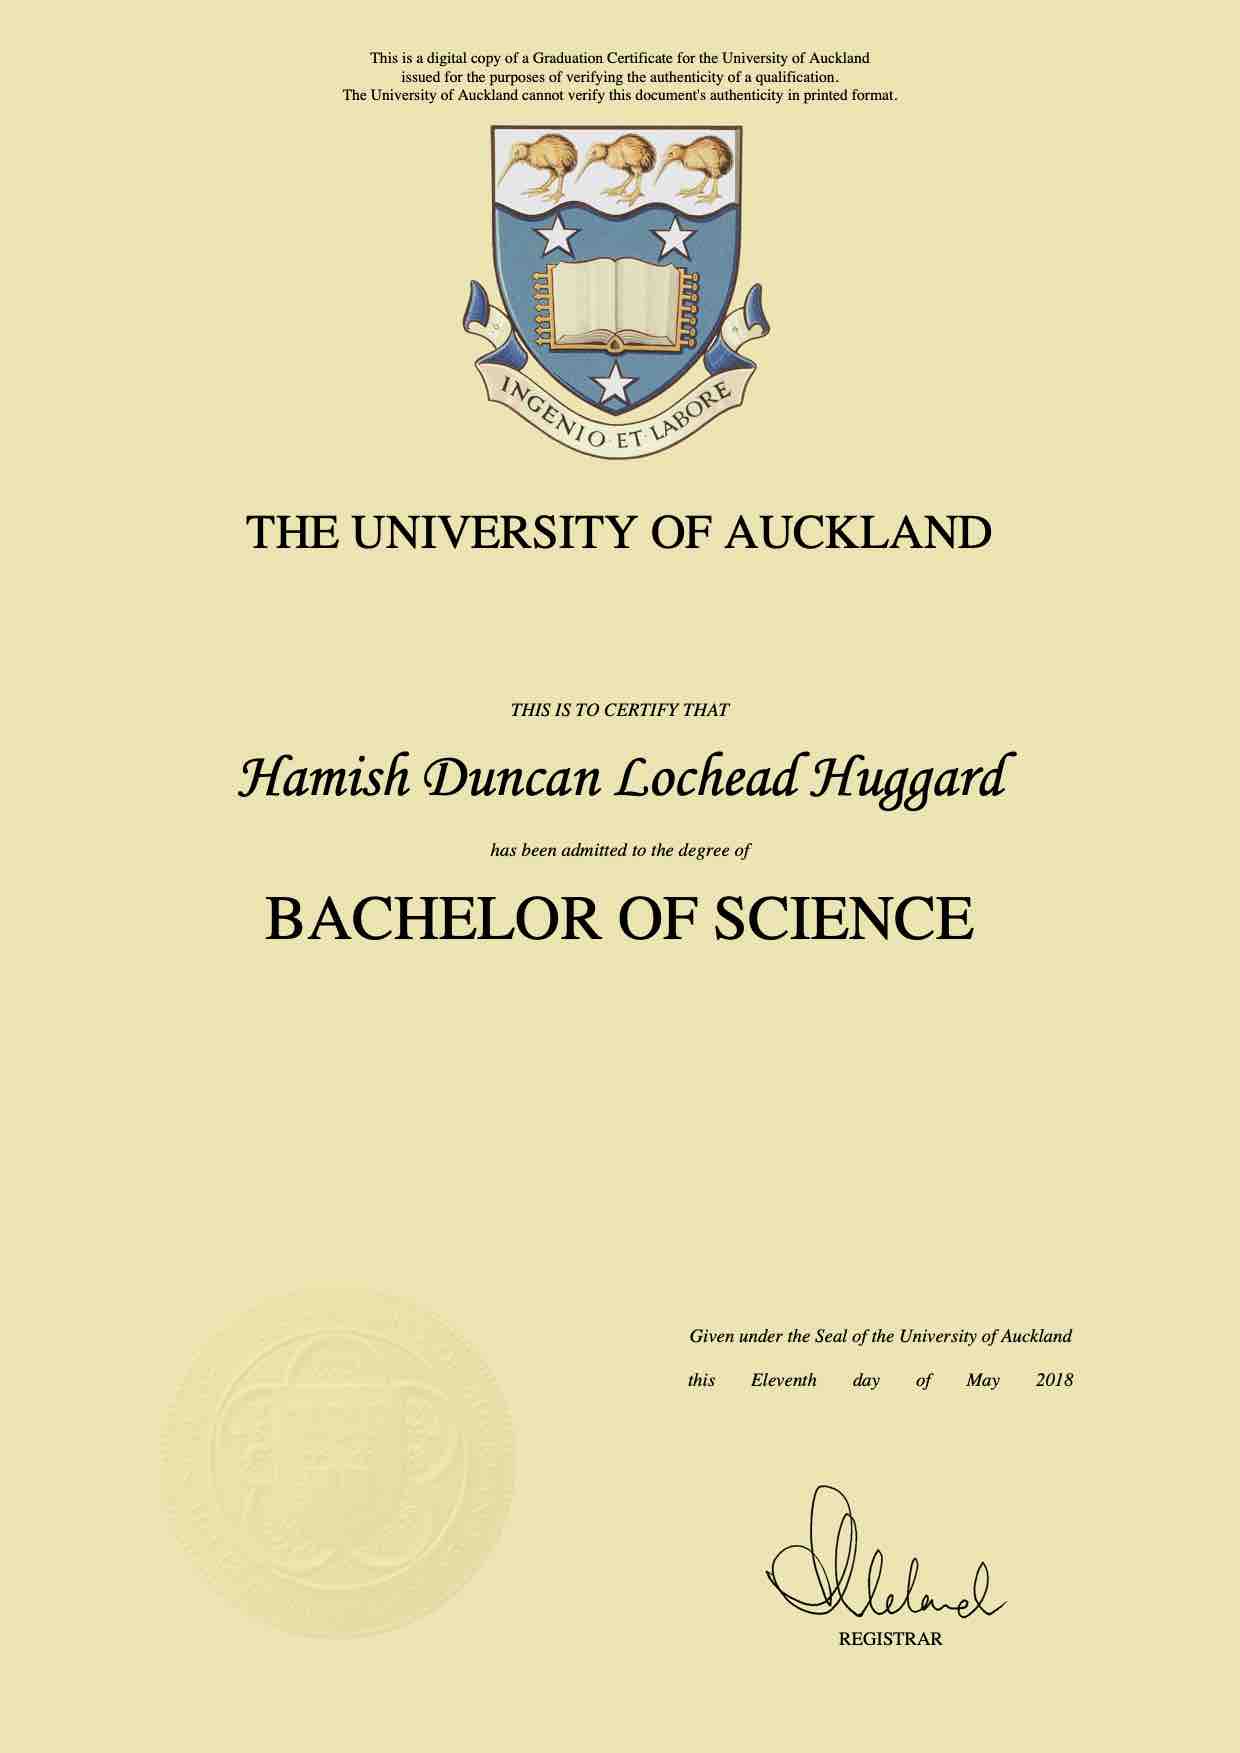 This is a digital copy of a Graduation Certificate for the University of Auckland
issued for the purposes of verifying the authenticity of a qualification.
The University of Auckland cannot verify this document's authenticity in printed format.
INGENIO ET LABORE
THE UNIVERSITY OF AUCKLAND
THIS IS TO CERTIFY THAT
Hamish Duncan Lochead Huggard
has been admitted to the degree of
BACHELOR OF SCIENCE
Given under the Seal of the University of Auckland
this Eleventh day of May 2018
REGISTRAR